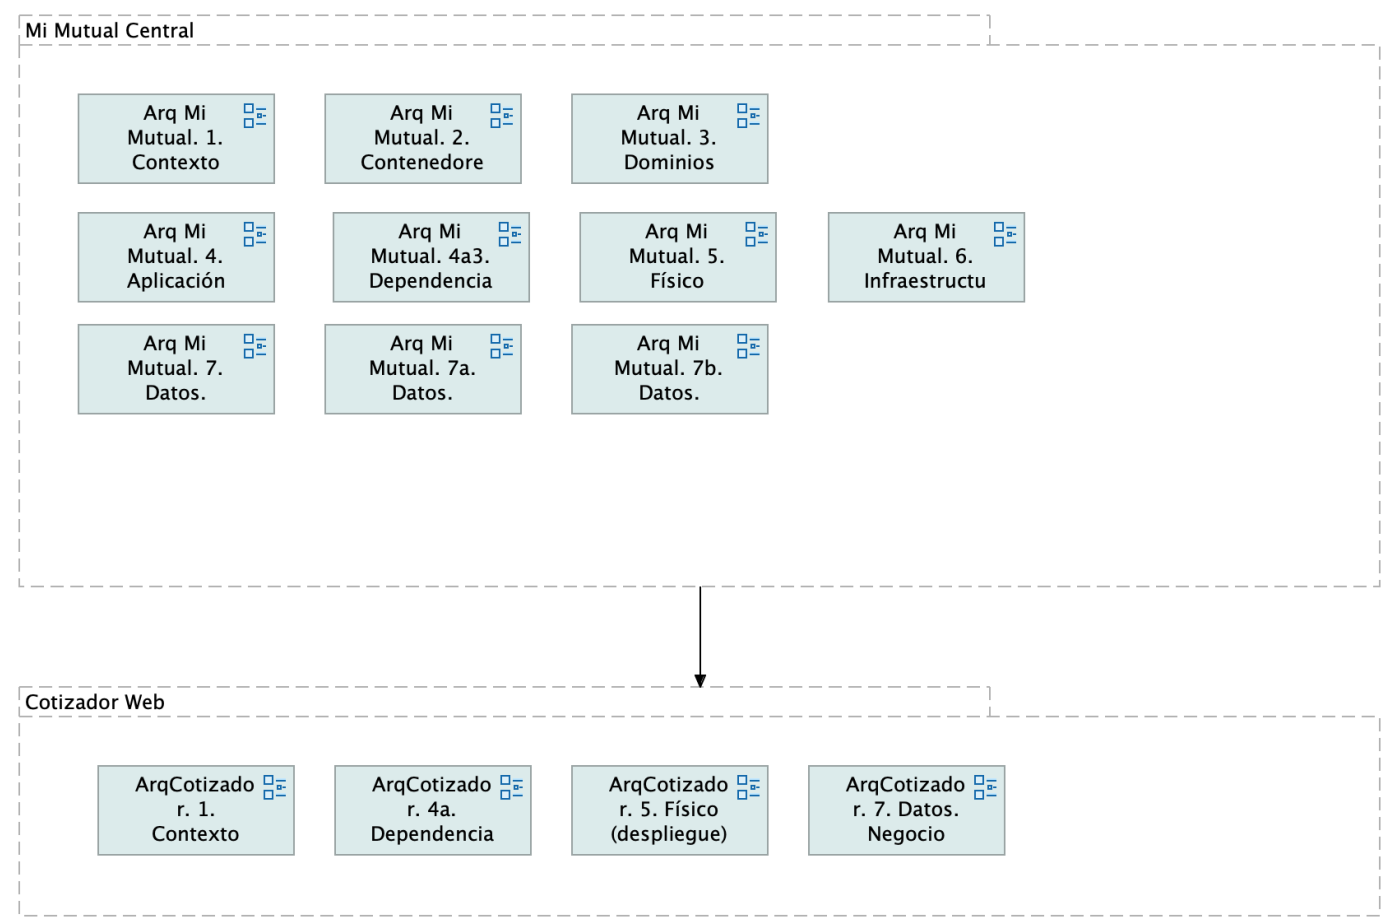 Mi Mutual Central
Arq Mi
Mutual. 1.
Contexto
Arq Mi
Mutual. 2.
Contenedore
Arq Mi
Mutual. 3.
Dominios
Arq Mi
Mutual. 4.
Aplicación
Arq Mi
Mutual. 4a3.
Dependencia
Arq Mi
Mutual. 5.
Físico
Arq Mi
Mutual. 6.
Infraestructu
Arq Mi
Mutual. 7.
Datos.
Arq Mi
Mutual. 7a.
Datos.
Arq Mi
Mutual. 7b.
Datos.
Cotizador Web
ArqCotizado
r. 1.
Contexto
ArqCotizado
r. 4a.
Dependencia
ArqCotizado
r. 5. Físico
(despliegue)
ArqCotizado
r. 7. Datos.
Negocio